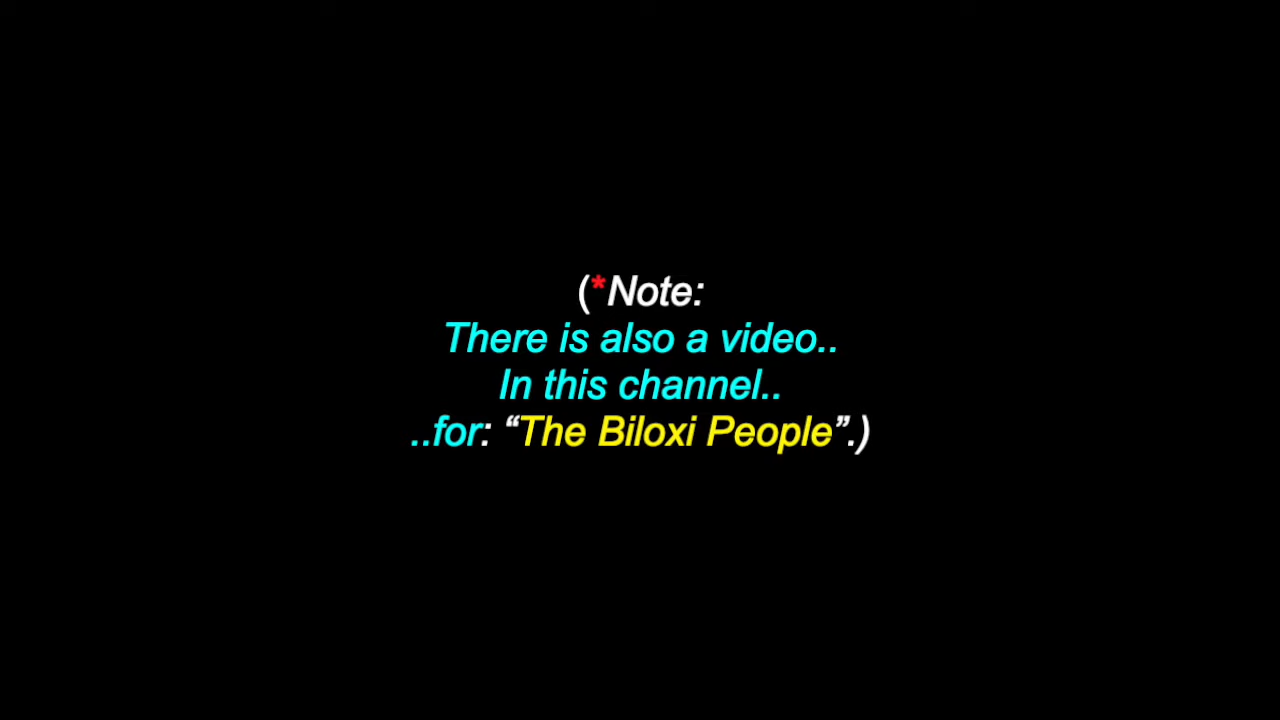 (*Note:
There is also a video..
In this channel..
..for: “The Biloxi People”.)